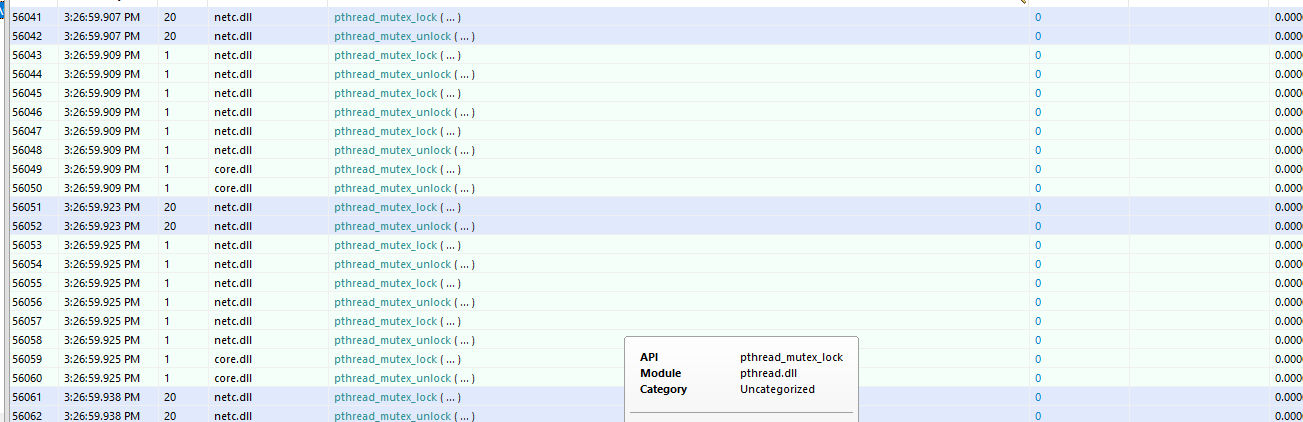 56041 3:26:59.907 PM 20 netc.dll pthread_mutex_lock ( ... ) 0 0.000
56042 3:26:59.907 PM 20 netc.dll pthread_mutex_unlock ( ... ) 0 0.000
56043 3:26:59.909 PM 1 netc.dll pthread_mutex_lock ( ... ) 0 0.000
56044 3:26:59.909 PM 1 netc.dll pthread_mutex_unlock ( ... ) 0 0.000
56045 3:26:59.909 PM 1 netc.dll pthread_mutex_lock ( ... ) 0 0.000
56046 3:26:59.909 PM 1 netc.dll pthread_mutex_unlock ( ... ) 0 0.000
56047 3:26:59.909 PM 1 netc.dll pthread_mutex_lock ( ... ) 0 0.000
56048 3:26:59.909 PM 1 netc.dll pthread_mutex_unlock ( ... ) 0 0.000
56049 3:26:59.909 PM 1 core.dll pthread_mutex_lock ( ... ) 0 0.000
56050 3:26:59.909 PM 1 core.dll pthread_mutex_unlock ( ... ) 0 0.000
56051 3:26:59.923 PM 20 netc.dll pthread_mutex_lock ( ... ) 0 0.000
56052 3:26:59.923 PM 20 netc.dll pthread_mutex_unlock ( ... ) 0 0.000
56053 3:26:59.925 PM 1 netc.dll pthread_mutex_lock ( ... ) 0 0.000
56054 3:26:59.925 PM 1 netc.dll pthread_mutex_unlock ( ... ) 0 0.000
56055 3:26:59.925 PM 1 netc.dll pthread_mutex_lock ( ... ) 0 0.000
56056 3:26:59.925 PM 1 netc.dll pthread_mutex_unlock ( ... ) 0 0.000
56057 3:26:59.925 PM 1 netc.dll pthread_mutex_lock ( ... ) 0 0.000
56058 3:26:59.925 PM 1 netc.dll pthread_mutex_unlock ( ... ) 0 0.000
56059 3:26:59.925 PM 1 core.dll pthread_mutex_lock ( ... ) 0 0.000
56060 3:26:59.925 PM 1 core.dll pthread_mutex_unlock ( ... ) 0 0.000
56061 3:26:59.938 PM 20 netc.dll pthread_mutex_lock ( ... ) 0 0.000
56062 3:26:59.938 PM 20 netc.dll pthread_mutex_unlock ( ... ) 0 0.000
API pthread_mutex_lock
Module pthread.dll
Category Uncategorized